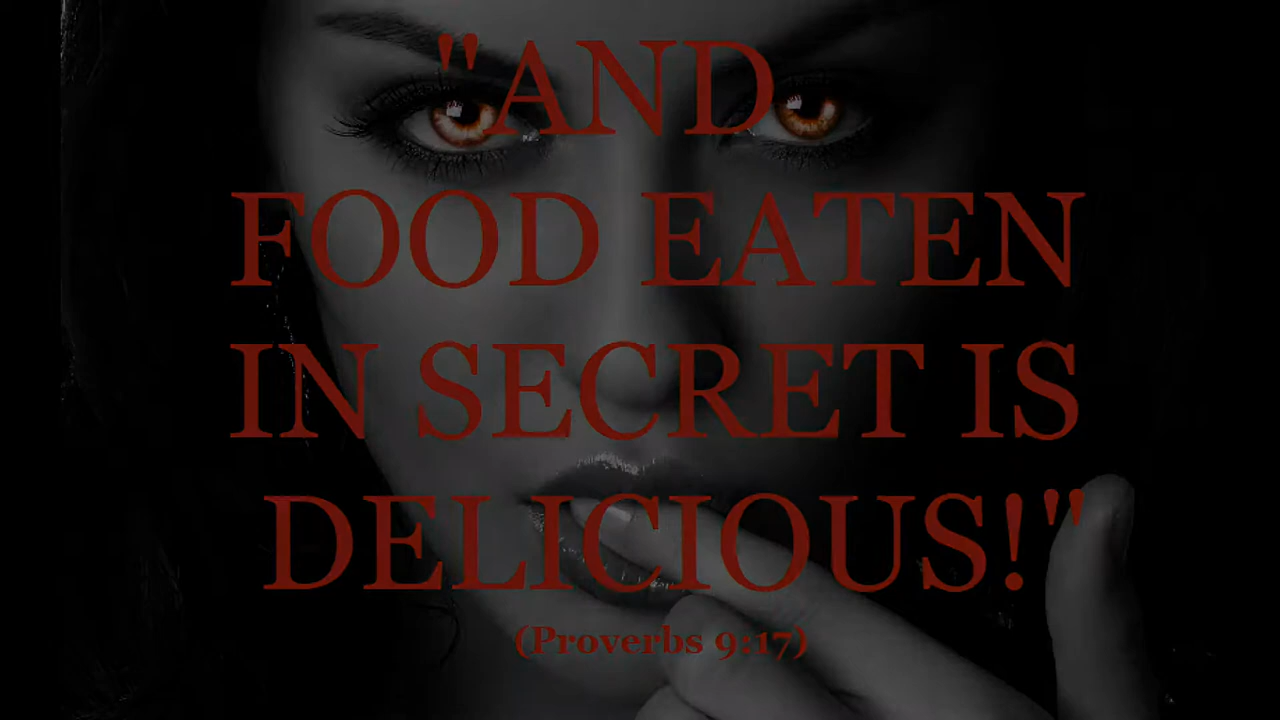 "AND
FOOD EATEN
IN SECRET IS
DELICIOUS!"
(Proverbs 9:17)